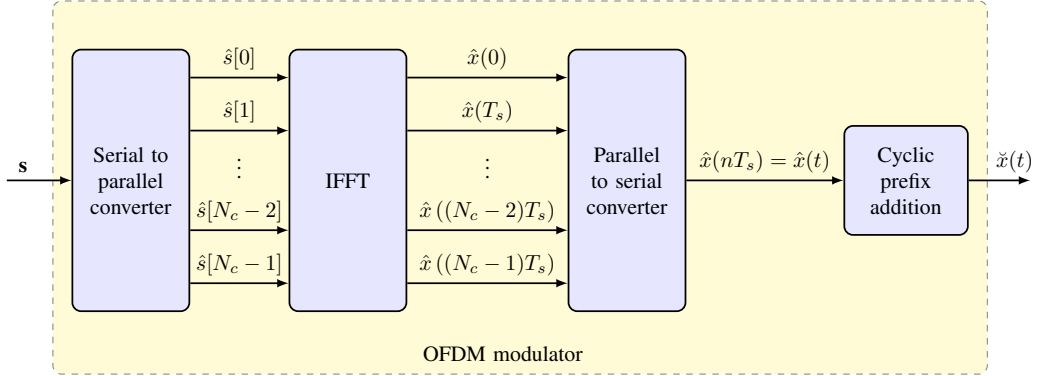 s
Serial to
parallel
converter
ŝ[0]
ŝ[1]
⋮
ŝ[N_c − 2]
ŝ[N_c − 1]
IFFT
x̂(0)
x̂(T_s)
⋮
x̂ ((N_c − 2)T_s)
x̂ ((N_c − 1)T_s)
Parallel
to serial
converter
x̂(nT_s) = x̂(t)
Cyclic
prefix
addition
x̆(t)
OFDM modulator